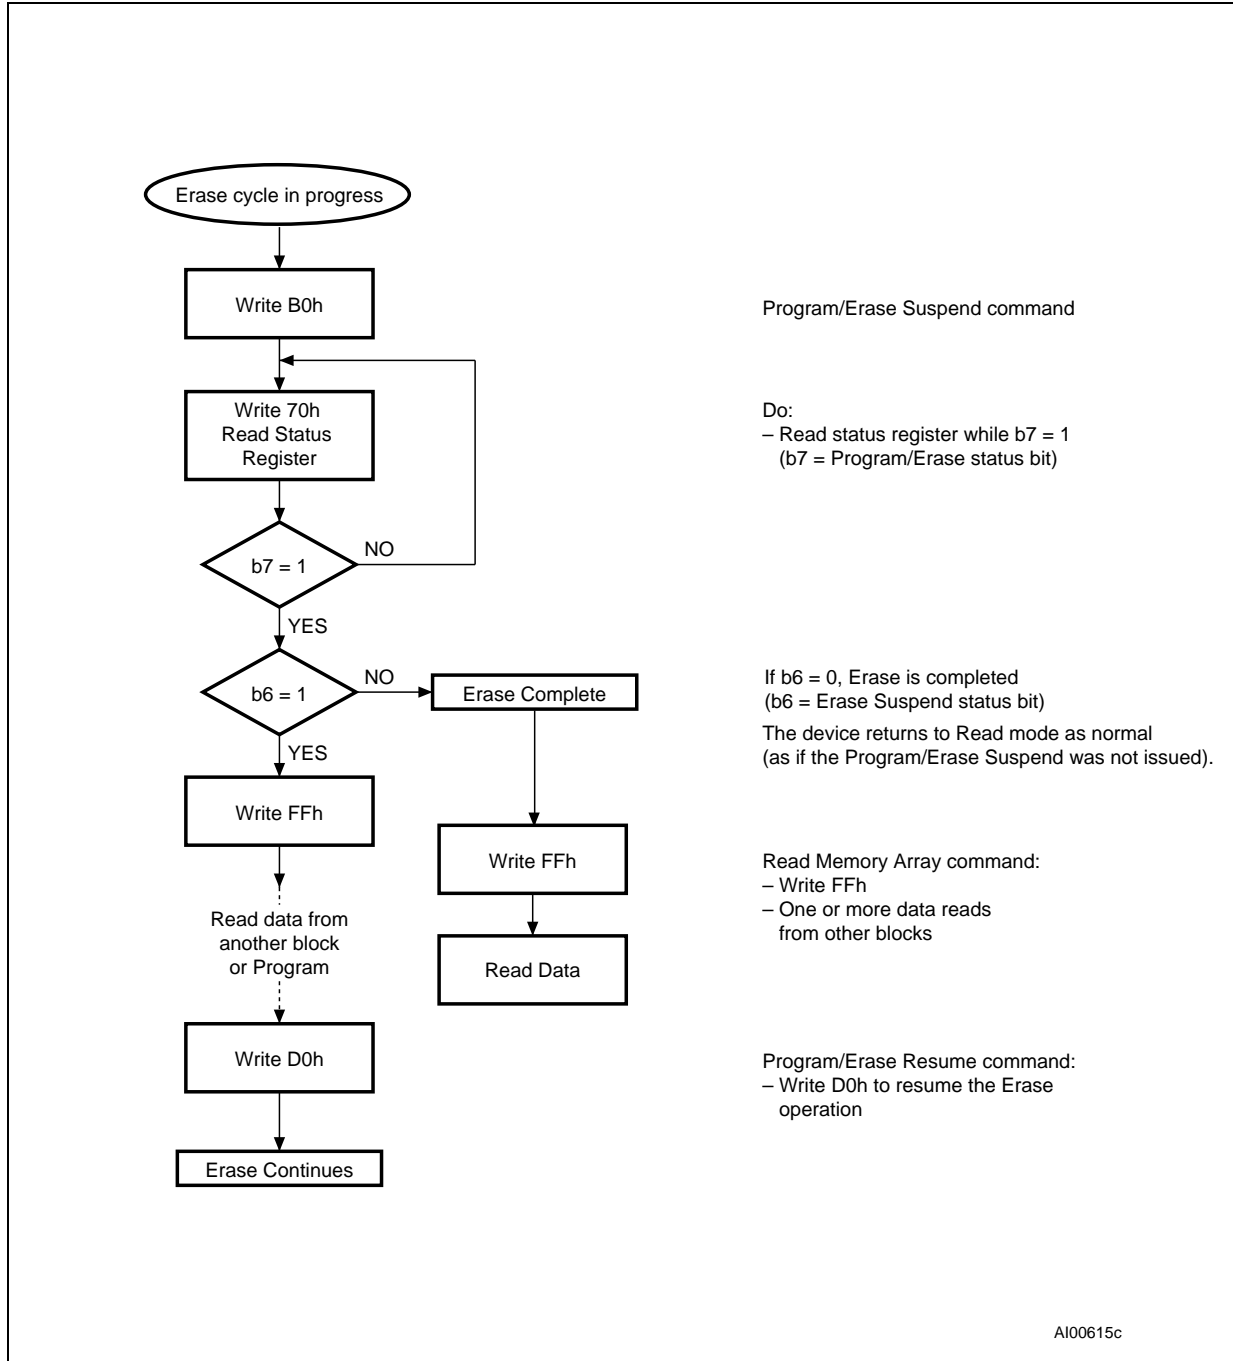 Erase cycle in progress
Write B0h
Program/Erase Suspend command
Write 70h
Read Status
Register
Do:
– Read status register while b7 = 1
(b7 = Program/Erase status bit)
b7 = 1
NO
YES
b6 = 1
NO
Erase Complete
If b6 = 0, Erase is completed
(b6 = Erase Suspend status bit)
The device returns to Read mode as normal
(as if the Program/Erase Suspend was not issued).
YES
Write FFh
Write FFh
Read Memory Array command:
– Write FFh
– One or more data reads
from other blocks
Read data from
another block
or Program
Read Data
Write D0h
Program/Erase Resume command:
– Write D0h to resume the Erase
operation
Erase Continues
AI00615c